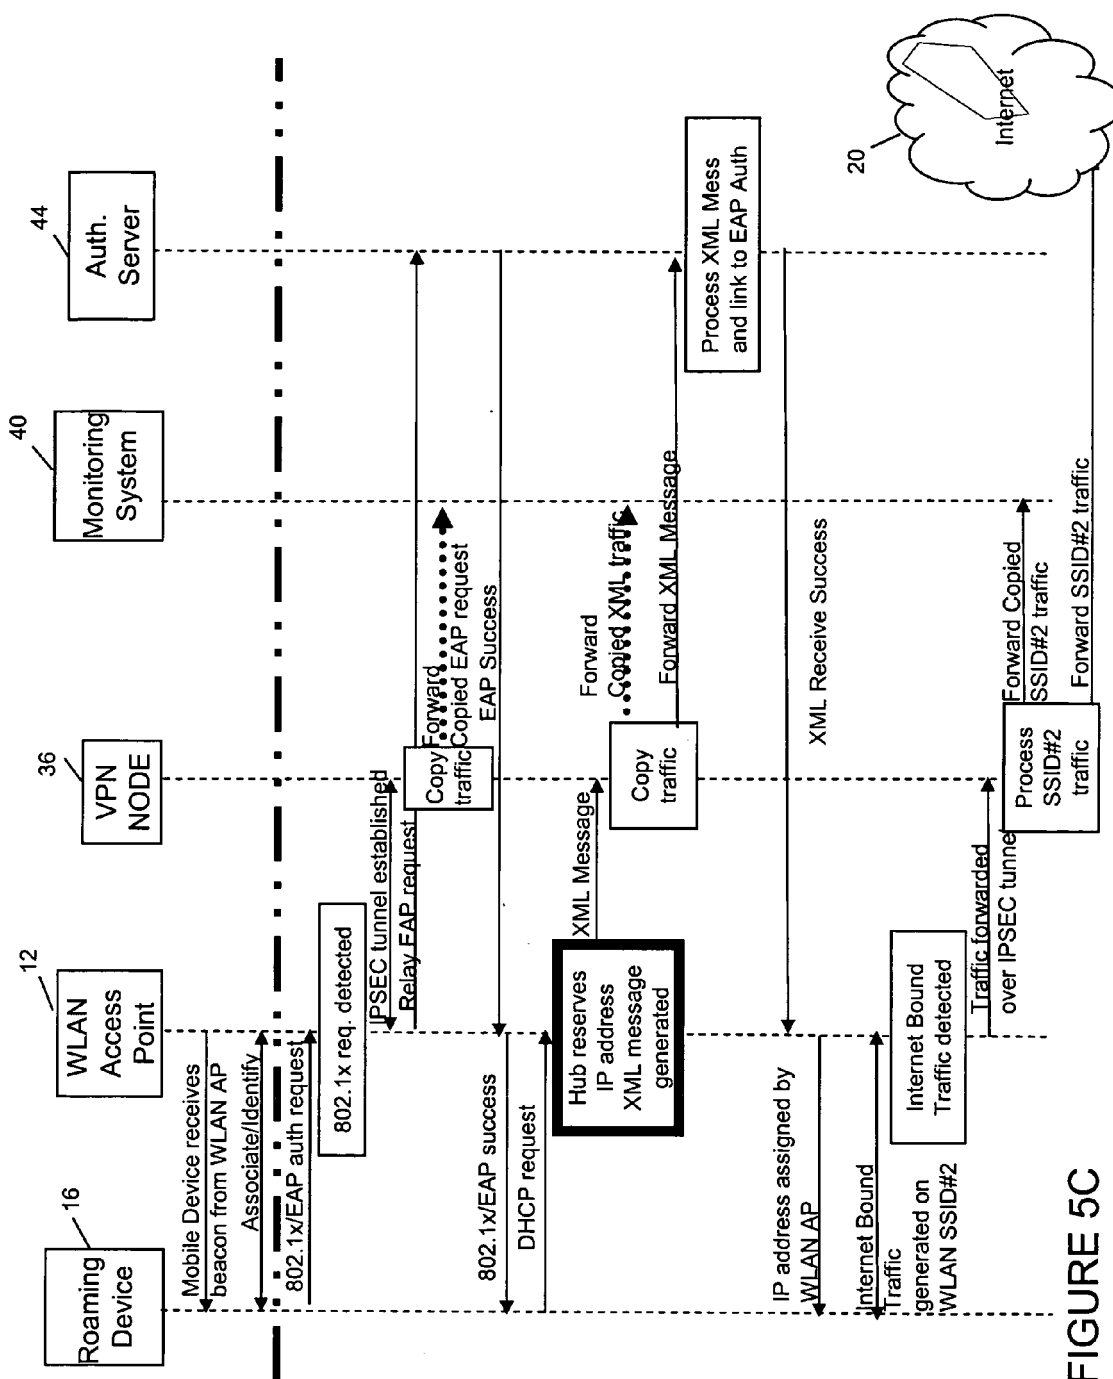 16
Roaming
Device
12
WLAN
Access
Point
36
VPN
NODE
40
Monitoring
System
44
Auth.
Server
Mobile Device receives
beacon from WLAN AP
Associate/Identify
802.1x/EAP auth request
802.1x req. detected
IPSEC tunnel established
Relay EAP request
Copy
traffic
Forward
Copied EAP request
EAP Success
802.1x/EAP success
DHCP request
Hub reserves
IP address
XML message
generated
XML Message
Copy
traffic
Forward
Copied XML traffic
Forward XML Message
Process XML Mess
and link to EAP Auth
XML Receive Success
IP address assigned by
WLAN AP
Internet Bound
Traffic
generated on
WLAN SSID#2
Internet Bound
Traffic detected
Traffic forwarded
over IPSEC tunnel
Process
SSID#2
traffic
Forward Copied
SSID#2 traffic
Forward SSID#2 traffic
20
Internet
FIGURE 5C